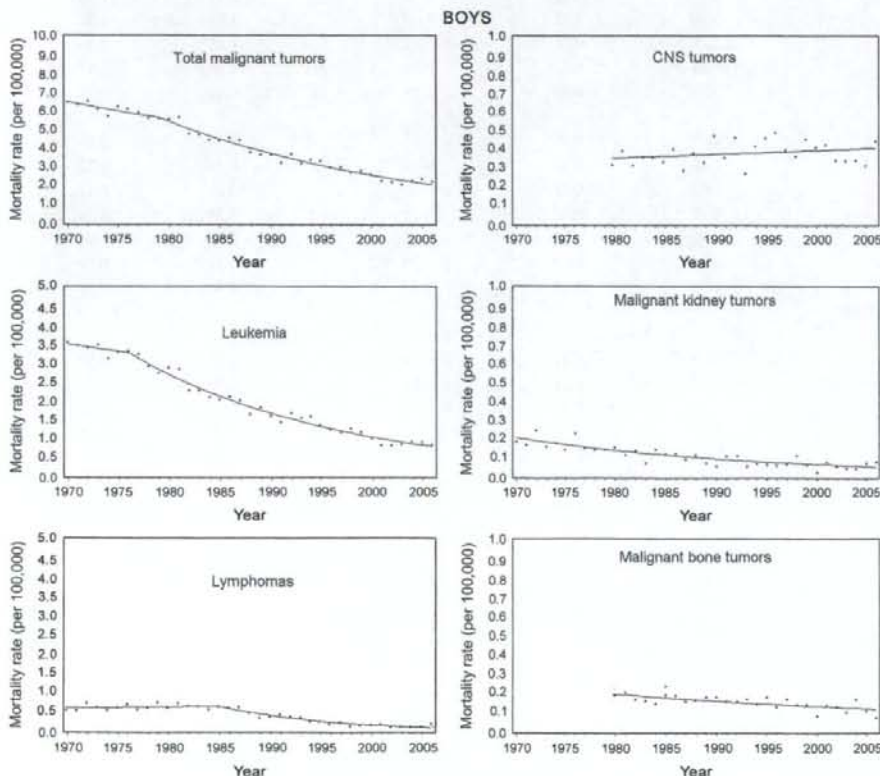 BOYS
Total malignant tumors
Mortality rate (per 100,000)
10.0
9.0
8.0
7.0
6.0
5.0
4.0
3.0
2.0
1.0
0.0
1970 1975 1980 1985 1990 1995 2000 2005
Year
CNS tumors
Mortality rate (per 100,000)
1.0
0.9
0.8
0.7
0.6
0.5
0.4
0.3
0.2
0.1
0.0
1970 1975 1980 1985 1990 1995 2000 2005
Year
Leukemia
Mortality rate (per 100,000)
5.0
4.5
4.0
3.5
3.0
2.5
2.0
1.5
1.0
0.5
0.0
1970 1975 1980 1985 1990 1995 2000 2005
Year
Malignant kidney tumors
Mortality rate (per 100,000)
1.0
0.9
0.8
0.7
0.6
0.5
0.4
0.3
0.2
0.1
0.0
1970 1975 1980 1985 1990 1995 2000 2005
Year
Lymphomas
Mortality rate (per 100,000)
5.0
4.5
4.0
3.5
3.0
2.5
2.0
1.5
1.0
0.5
0.0
1970 1975 1980 1985 1990 1995 2000 2005
Year
Malignant bone tumors
Mortality rate (per 100,000)
1.0
0.9
0.8
0.7
0.6
0.5
0.4
0.3
0.2
0.1
0.0
1970 1975 1980 1985 1990 1995 2000 2005
Year